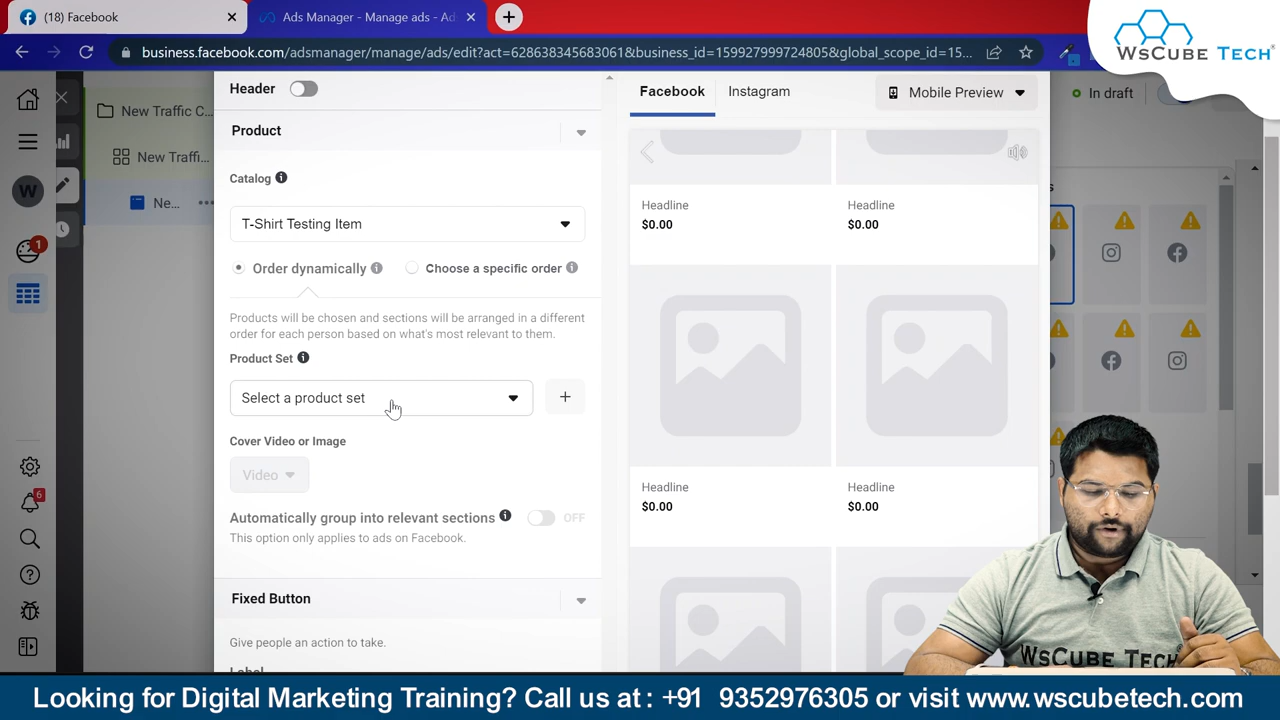 (18) Facebook
Ads Manager - Manage ads - Ad
WsCube Tech
business.facebook.com/adsmanager/manage/ads/edit?act=6286383456830618&business_id=159927999724805&global_scope_id=15...
Header
Facebook
Instagram
Mobile Preview
In draft
New Traffic C...
Product
New Traffi...
Catalog
W
Ne...
T-Shirt Testing Item
Headline
$0.00
Headline
$0.00
1
Order dynamically
Choose a specific order
Products will be chosen and sections will be arranged in a different
order for each person based on what's most relevant to them.
Product Set
Select a product set
Cover Video or Image
Video
Headline
$0.00
Headline
$0.00
6
Automatically group into relevant sections
OFF
This option only applies to ads on Facebook.
Fixed Button
Give people an action to take.
Label
WSCUBE TECH
Looking for Digital Marketing Training? Call us at : +91 9352976305 or visit www.wscubetech.com